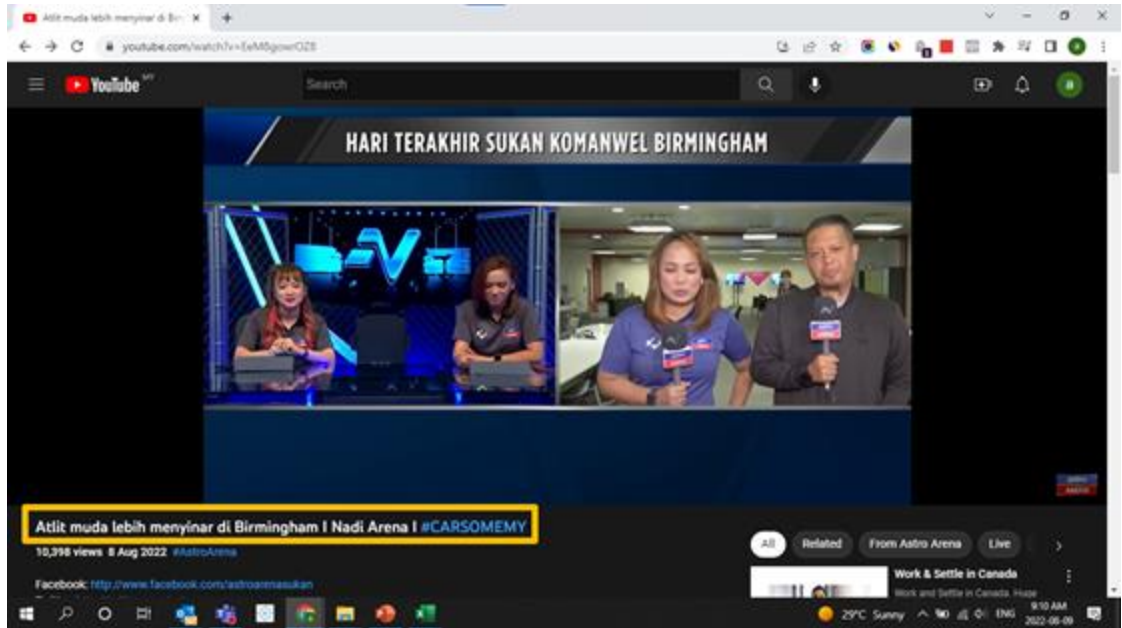 Atlit muda lebih menyinar di Bir
youtube.com/watch?v=EeM8gowrOZ8
YouTube MY
Search
HARI TERAKHIR SUKAN KOMANWEL BIRMINGHAM
Atlit muda lebih menyinar di Birmingham I Nadi Arena I #CARSOMEMY
10,398 views 8 Aug 2022 #AstroArena
All Related From Astro Arena Live
Facebook: http://www.facebook.com/astroarenasukan
Work & Settle in Canada
Work and Settle in Canada. Huge
29°C Sunny ENG 9:10 AM
2022-08-09